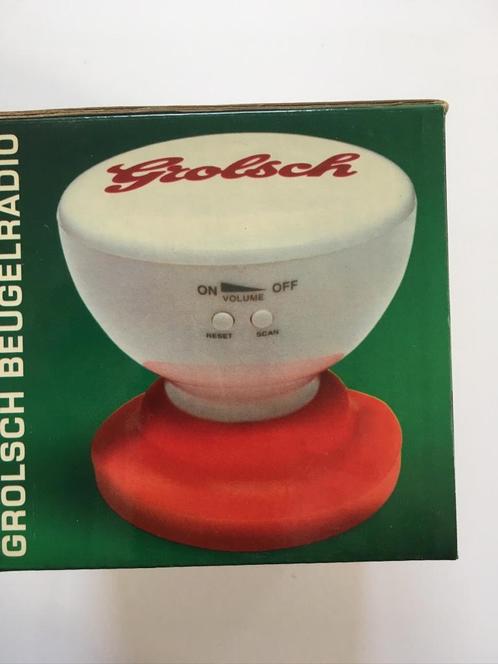 GROLSCH BEUGELRADIO
Grolsch
ON OFF
VOLUME
RESET SCAN